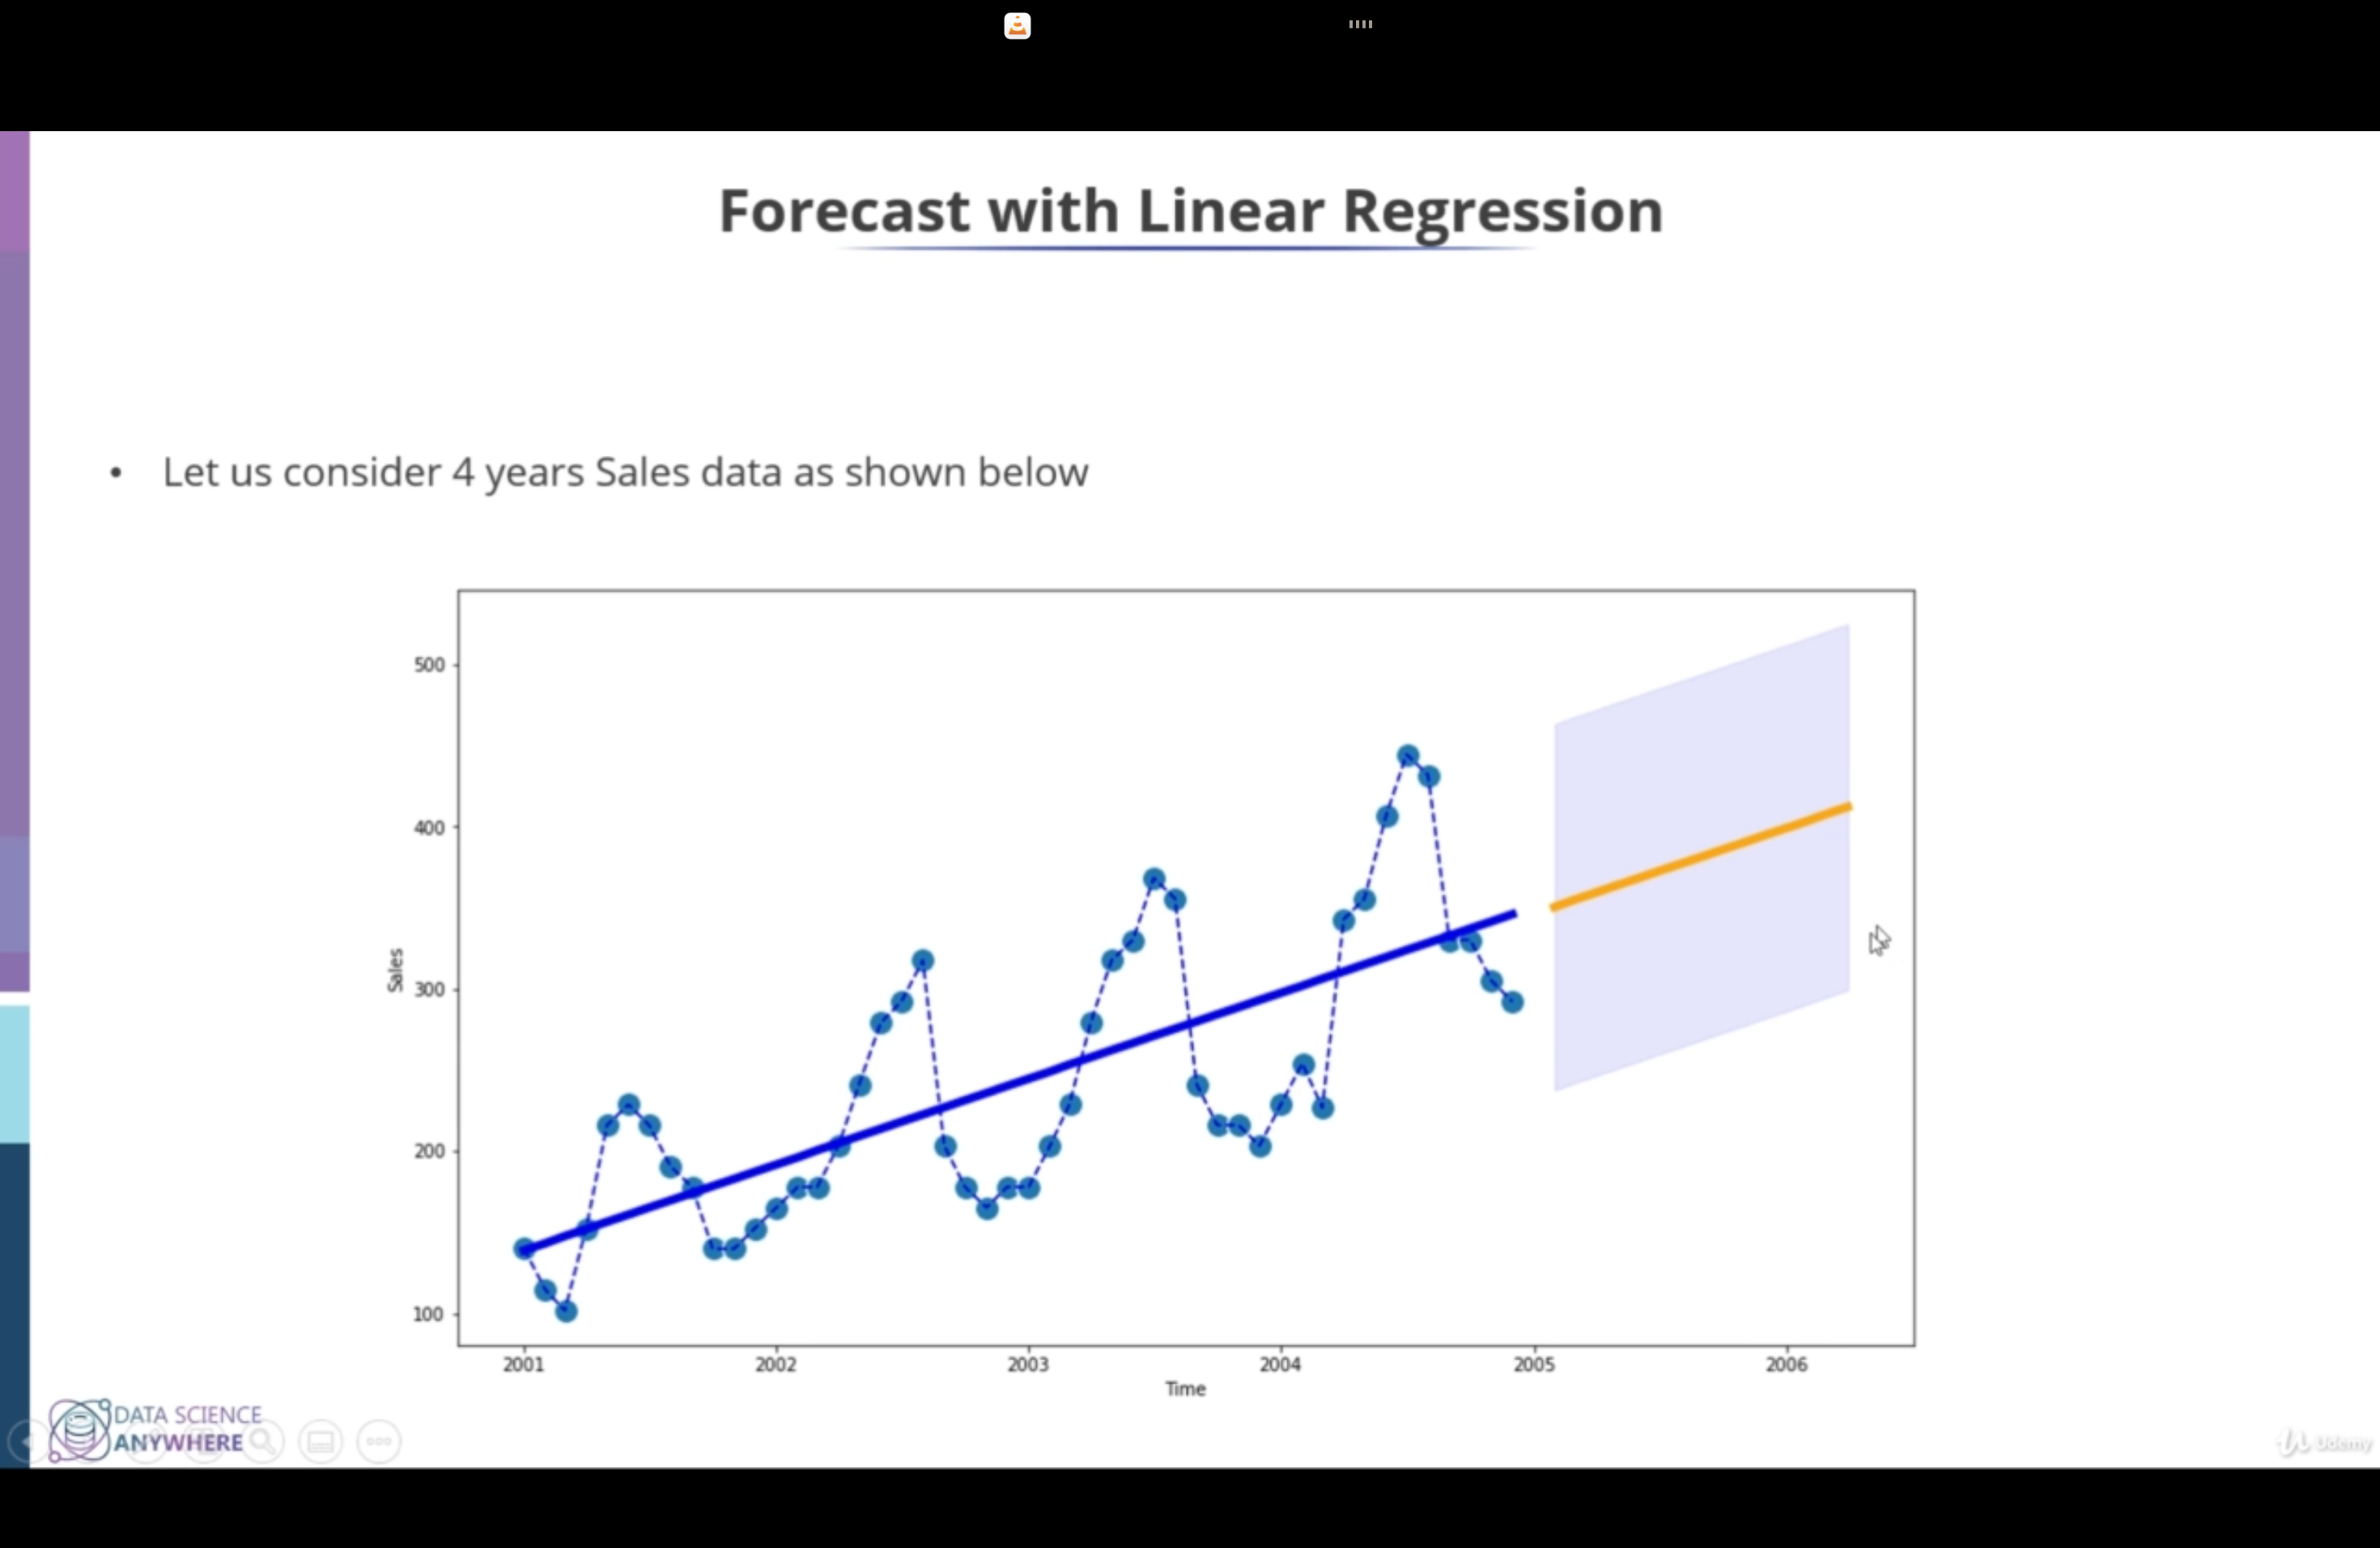 Forecast with Linear Regression
• Let us consider 4 years Sales data as shown below
500
400
300
200
100
Sales
2001 2002 2003 2004 2005 2006
Time
DATA SCIENCE
ANYWHERE
Udemy